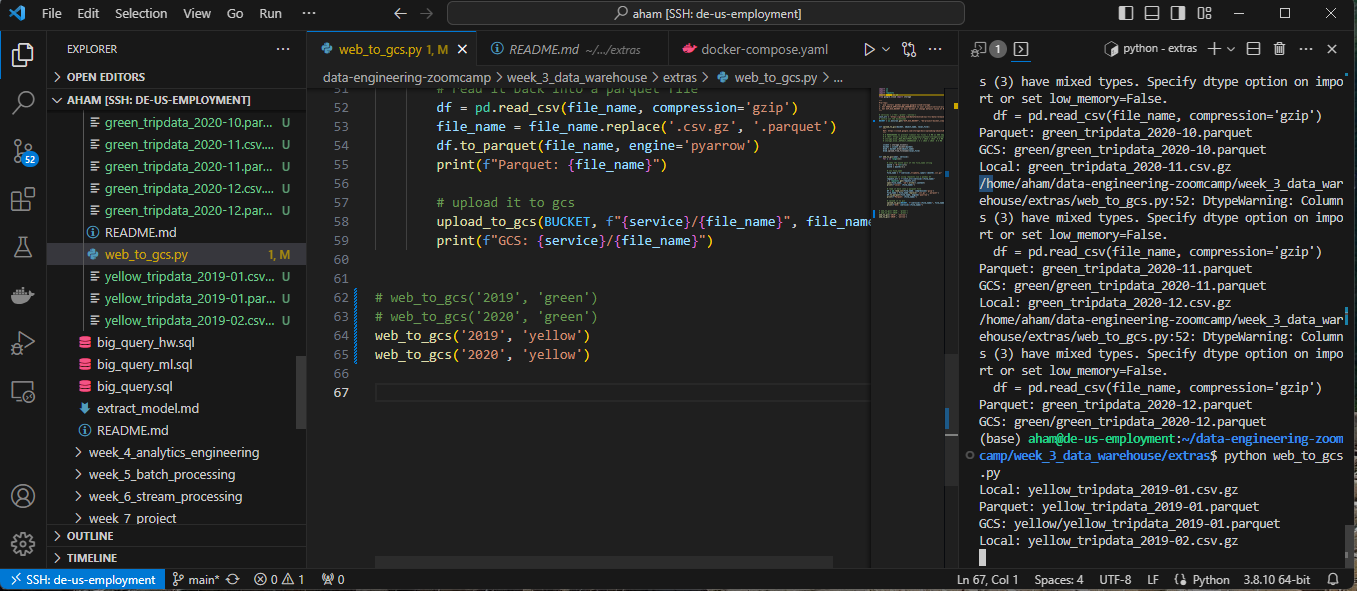 File Edit Selection View Go Run ···
aham [SSH: de-us-employment]
EXPLORER ···
OPEN EDITORS
AHAM [SSH: DE-US-EMPLOYMENT]
green_tripdata_2020-10.par... U
green_tripdata_2020-11.csv... U
green_tripdata_2020-11.par... U
green_tripdata_2020-12.csv... U
green_tripdata_2020-12.par... U
README.md
web_to_gcs.py 1, M
yellow_tripdata_2019-01.csv... U
yellow_tripdata_2019-01.par... U
yellow_tripdata_2019-02.csv... U
big_query_hw.sql
big_query_ml.sql
big_query.sql
extract_model.md
README.md
week_4_analytics_engineering
week_5_batch_processing
week_6_stream_processing
week_7_project
OUTLINE
TIMELINE
52
web_to_gcs.py 1, M README.md ~/.../extras docker-compose.yaml
data-engineering-zoomcamp > week_3_data_warehouse > extras > web_to_gcs.py > ...
51 # read it back into a parquet file
52 df = pd.read_csv(file_name, compression='gzip')
53 file_name = file_name.replace('.csv.gz', '.parquet')
54 df.to_parquet(file_name, engine='pyarrow')
55 print(f"Parquet: {file_name}")
56
57 # upload it to gcs
58 upload_to_gcs(BUCKET, f"{service}/{file_name}", file_name
59 print(f"GCS: {service}/{file_name}")
60
61
62 # web_to_gcs('2019', 'green')
63 # web_to_gcs('2020', 'green')
64 web_to_gcs('2019', 'yellow')
65 web_to_gcs('2020', 'yellow')
66
67
1 python - extras
s (3) have mixed types. Specify dtype option on impo
rt or set low_memory=False.
df = pd.read_csv(file_name, compression='gzip')
Parquet: green_tripdata_2020-10.parquet
GCS: green/green_tripdata_2020-10.parquet
Local: green_tripdata_2020-11.csv.gz
/home/aham/data-engineering-zoomcamp/week_3_data_war
ehouse/extras/web_to_gcs.py:52: DtypeWarning: Column
s (3) have mixed types. Specify dtype option on impo
rt or set low_memory=False.
df = pd.read_csv(file_name, compression='gzip')
Parquet: green_tripdata_2020-11.parquet
GCS: green/green_tripdata_2020-11.parquet
Local: green_tripdata_2020-12.csv.gz
/home/aham/data-engineering-zoomcamp/week_3_data_war
ehouse/extras/web_to_gcs.py:52: DtypeWarning: Column
s (3) have mixed types. Specify dtype option on impo
rt or set low_memory=False.
df = pd.read_csv(file_name, compression='gzip')
Parquet: green_tripdata_2020-12.parquet
GCS: green/green_tripdata_2020-12.parquet
(base) aham@de-us-employment:~/data-engineering-zoom
camp/week_3_data_warehouse/extras$ python web_to_gcs
.py
Local: yellow_tripdata_2019-01.csv.gz
Parquet: yellow_tripdata_2019-01.parquet
GCS: yellow/yellow_tripdata_2019-01.parquet
Local: yellow_tripdata_2019-02.csv.gz
SSH: de-us-employment main* 0 1 0 Ln 67, Col 1 Spaces: 4 UTF-8 LF Python 3.8.10 64-bit